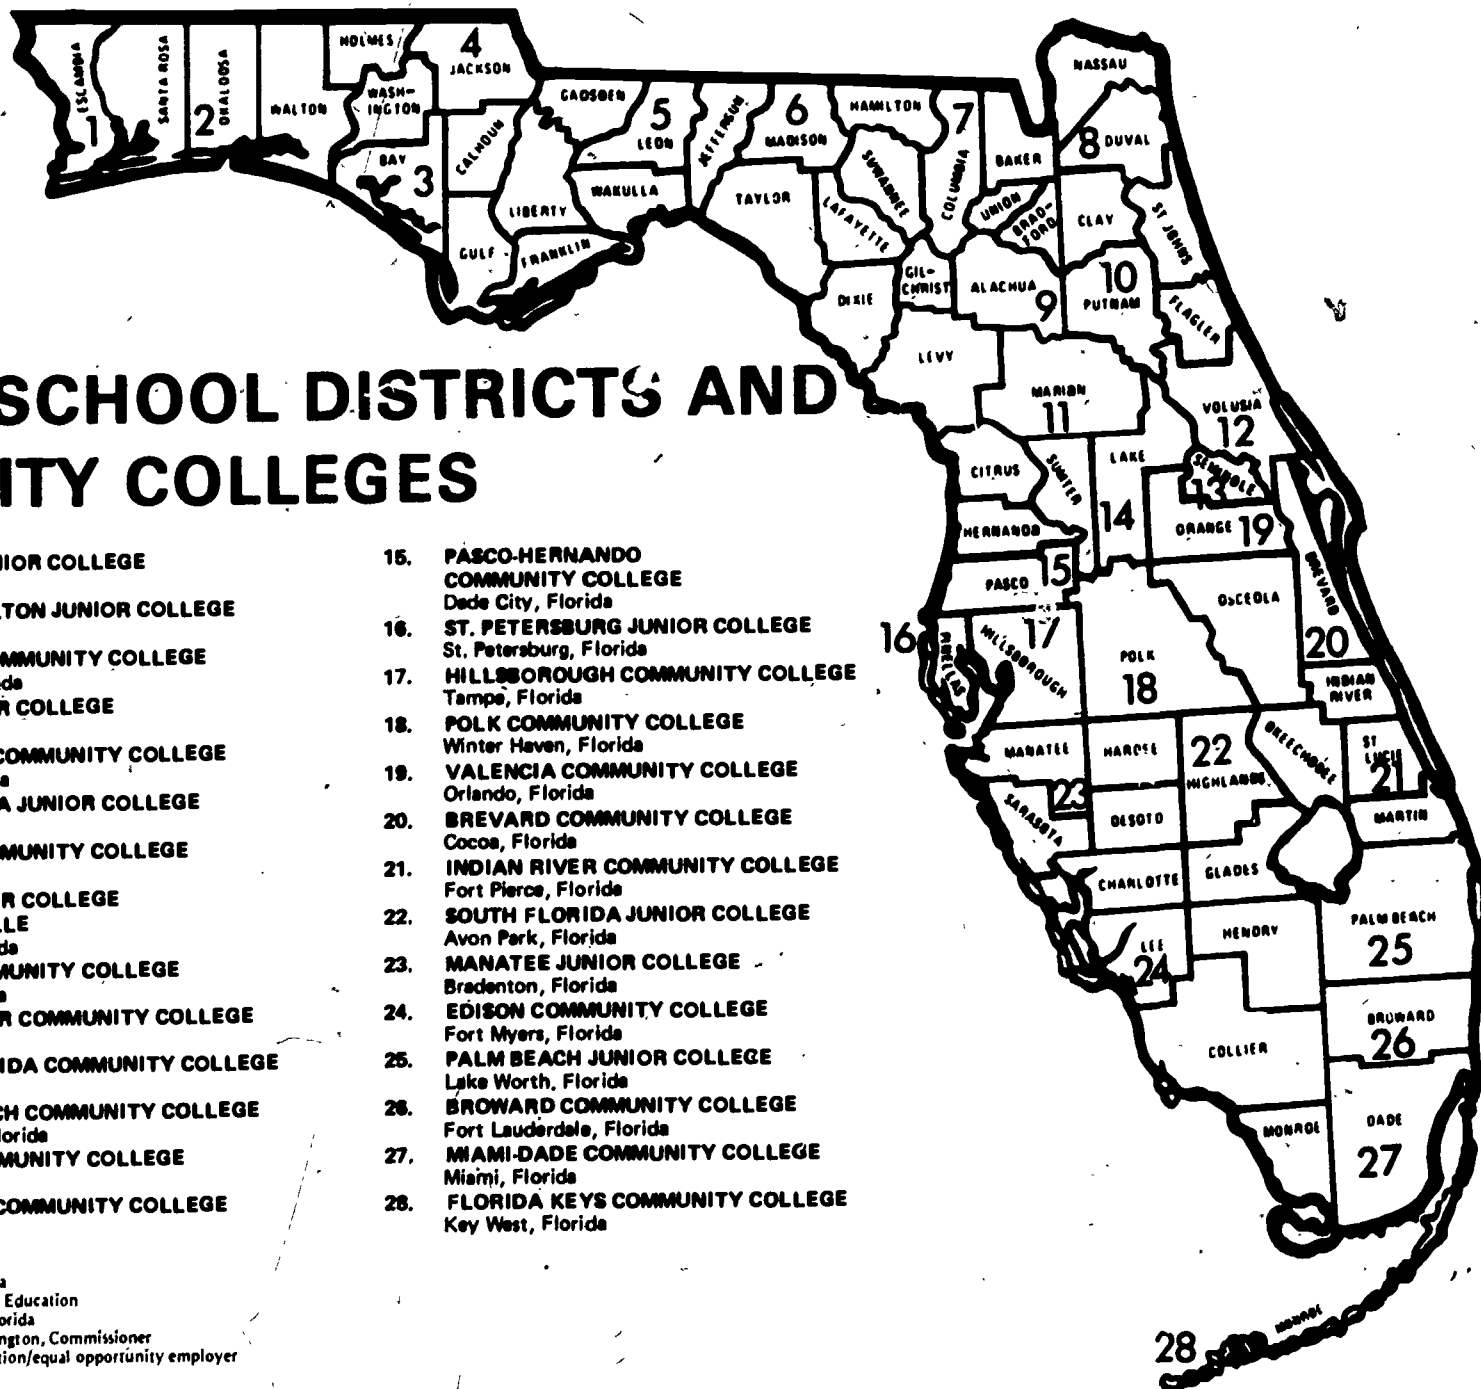 SCHOOL DISTRICTS AND
ITY COLLEGES
IOR COLLEGE
TON JUNIOR COLLEGE
MMUNITY COLLEGE
da
R COLLEGE
COMMUNITY COLLEGE
a
A JUNIOR COLLEGE
MUNITY COLLEGE
R COLLEGE
LLE
da
MUNITY COLLEGE
a
R COMMUNITY COLLEGE
IDA COMMUNITY COLLEGE
CH COMMUNITY COLLEGE
lorida
MUNITY COLLEGE
COMMUNITY COLLEGE
a
Education
orida
ngton, Commissioner
tion/equal opportunity employer
15. PASCO-HERNANDO
COMMUNITY COLLEGE
Dade City, Florida
16. ST. PETERSBURG JUNIOR COLLEGE
St. Petersburg, Florida
17. HILLSBOROUGH COMMUNITY COLLEGE
Tampa, Florida
18. POLK COMMUNITY COLLEGE
Winter Haven, Florida
19. VALENCIA COMMUNITY COLLEGE
Orlando, Florida
20. BREVARD COMMUNITY COLLEGE
Cocoa, Florida
21. INDIAN RIVER COMMUNITY COLLEGE
Fort Pierce, Florida
22. SOUTH FLORIDA JUNIOR COLLEGE
Avon Park, Florida
23. MANATEE JUNIOR COLLEGE
Bradenton, Florida
24. EDISON COMMUNITY COLLEGE
Fort Myers, Florida
25. PALM BEACH JUNIOR COLLEGE
Lake Worth, Florida
26. BROWARD COMMUNITY COLLEGE
Fort Lauderdale, Florida
27. MIAMI-DADE COMMUNITY COLLEGE
Miami, Florida
28. FLORIDA KEYS COMMUNITY COLLEGE
Key West, Florida
ESCAMBIA
1
SANTA ROSA
2
OKALOOSA
WALTON
HOLMES
WASH-
INGTON
4
JACKSON
BAY
3
CALHOUN
GULF
GADSDEN
LIBERTY
FRANKLIN
5
LEON
WAKULLA
JEFFERSON
6
MADISON
TAYLOR
HAMILTON
SUWANNEE
LAFAYETTE
DIXIE
7
COLUMBIA
BAKER
NASSAU
8 DUVAL
UNION
BRAD-
FORD
CLAY
ST JOHNS
GIL-
CHRIST
ALACHUA
9
10
PUTNAM
FLAGLER
LEVY
MARION
11
VOLUSIA
12
CITRUS
SUMTER
LAKE
14
SEMINOLE
13
HERNANDO
ORANGE 19
PASCO 15
OSCEOLA
BREVARD
20
16
PINELLAS
HILLSBOROUGH
17
POLK
18
INDIAN
RIVER
MANATEE
HARDEE
22
HIGHLANDS
OKEECHOBEE
ST
LUCIE
21
SARASOTA
23
DESOTO
MARTIN
CHARLOTTE
GLADES
LEE
24
HENDRY
PALM BEACH
25
COLLIER
BROWARD
26
MONROE
DADE
27
28
MONROE